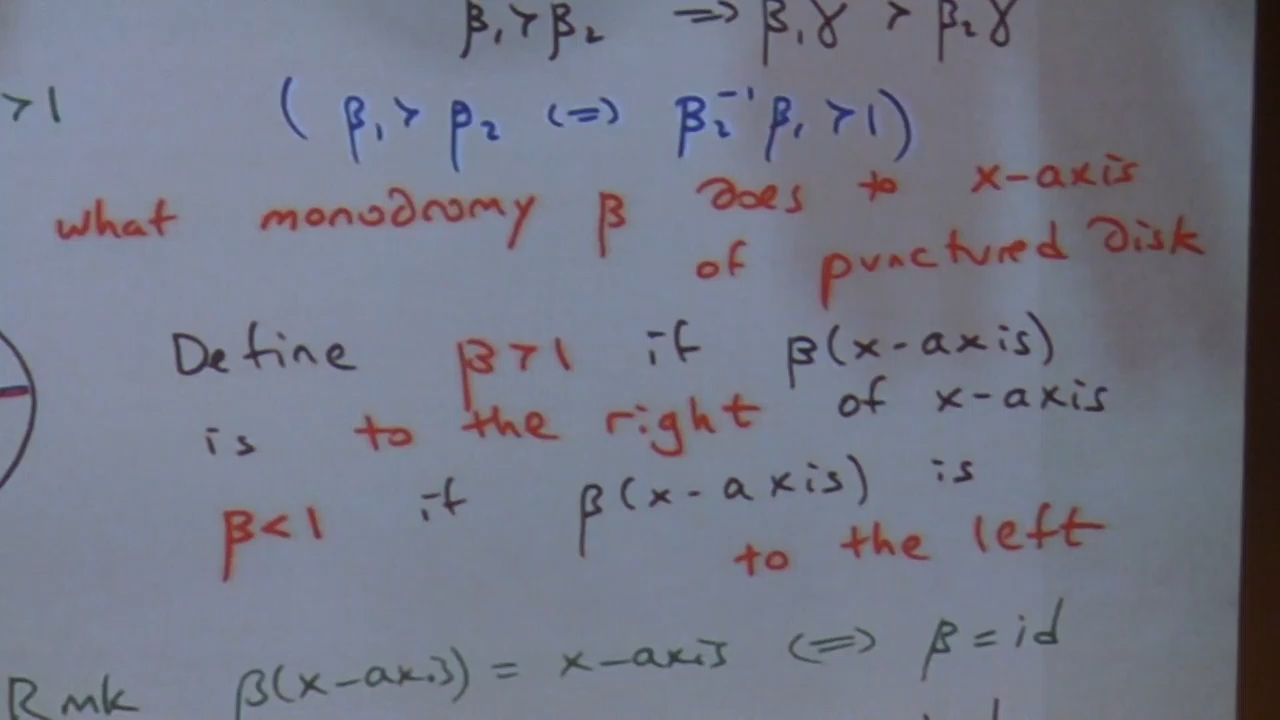 β₁ > β₂ ⟹ β₁γ > β₂γ
>1 ( β₁ > β₂ ⟺ β₂⁻¹ β₁ > 1 )
what monodromy β does to x-axis
of punctured disk
Define β > 1 if β(x-axis)
is to the right of x-axis
β < 1 if β(x-axis) is
to the left
Rmk β(x-axis) = x-axis ⟺ β = id